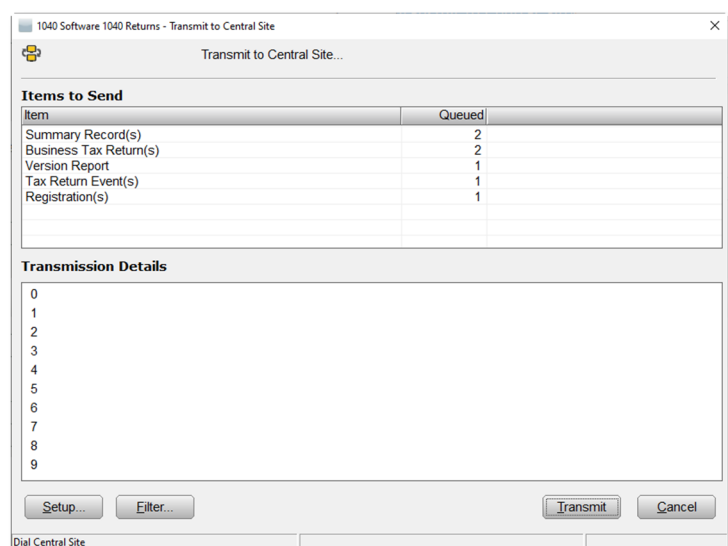 1040 Software 1040 Returns - Transmit to Central Site
Transmit to Central Site...
Items to Send
Item Queued
Summary Record(s) 2
Business Tax Return(s) 2
Version Report 1
Tax Return Event(s) 1
Registration(s) 1
Transmission Details
0
1
2
3
4
5
6
7
8
9
Setup... Filter... Transmit Cancel
Dial Central Site